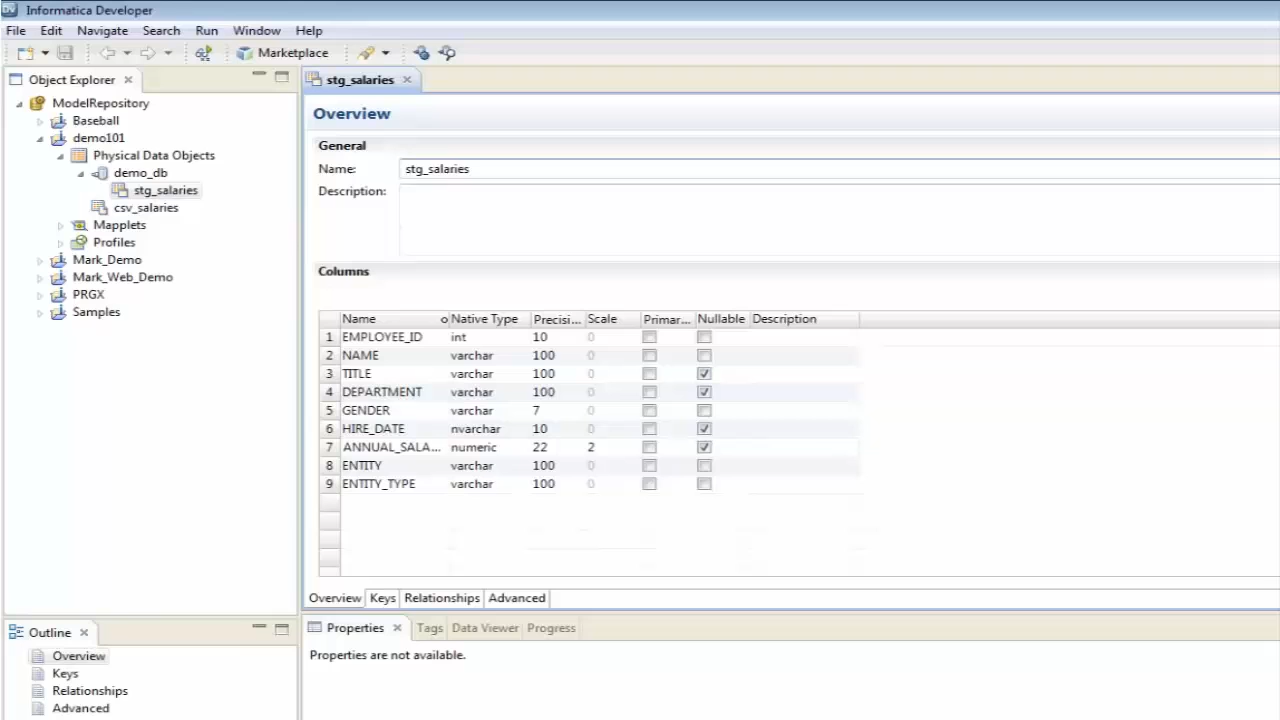 Informatica Developer
File Edit Navigate Search Run Window Help
Marketplace
Object Explorer
ModelRepository
Baseball
demo101
Physical Data Objects
demo_db
stg_salaries
csv_salaries
Mapplets
Profiles
Mark_Demo
Mark_Web_Demo
PRGX
Samples
stg_salaries
Overview
General
Name: stg_salaries
Description:
Columns
Name Native Type Precisi... Scale Primar... Nullable Description
1 EMPLOYEE_ID int 10 0
2 NAME varchar 100 0
3 TITLE varchar 100 0
4 DEPARTMENT varchar 100 0
5 GENDER varchar 7 0
6 HIRE_DATE nvarchar 10 0
7 ANNUAL_SALA... numeric 22 2
8 ENTITY varchar 100 0
9 ENTITY_TYPE varchar 100 0
Overview Keys Relationships Advanced
Outline
Overview
Keys
Relationships
Advanced
Properties Tags Data Viewer Progress
Properties are not available.